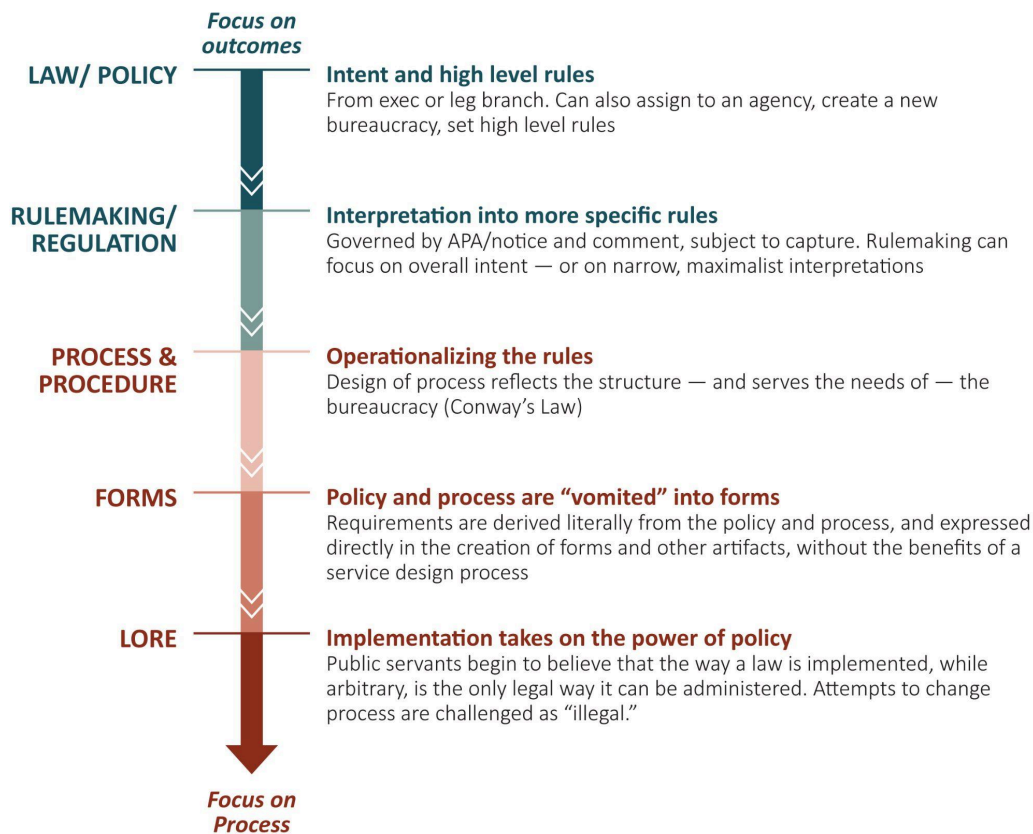 Focus on
outcomes
LAW/ POLICY
Intent and high level rules
From exec or leg branch. Can also assign to an agency, create a new
bureaucracy, set high level rules
RULEMAKING/
REGULATION
Interpretation into more specific rules
Governed by APA/notice and comment, subject to capture. Rulemaking can
focus on overall intent — or on narrow, maximalist interpretations
PROCESS &
PROCEDURE
Operationalizing the rules
Design of process reflects the structure — and serves the needs of — the
bureaucracy (Conway’s Law)
FORMS
Policy and process are “vomited” into forms
Requirements are derived literally from the policy and process, and expressed
directly in the creation of forms and other artifacts, without the benefits of a
service design process
LORE
Implementation takes on the power of policy
Public servants begin to believe that the way a law is implemented, while
arbitrary, is the only legal way it can be administered. Attempts to change
process are challenged as “illegal.”
Focus on
Process